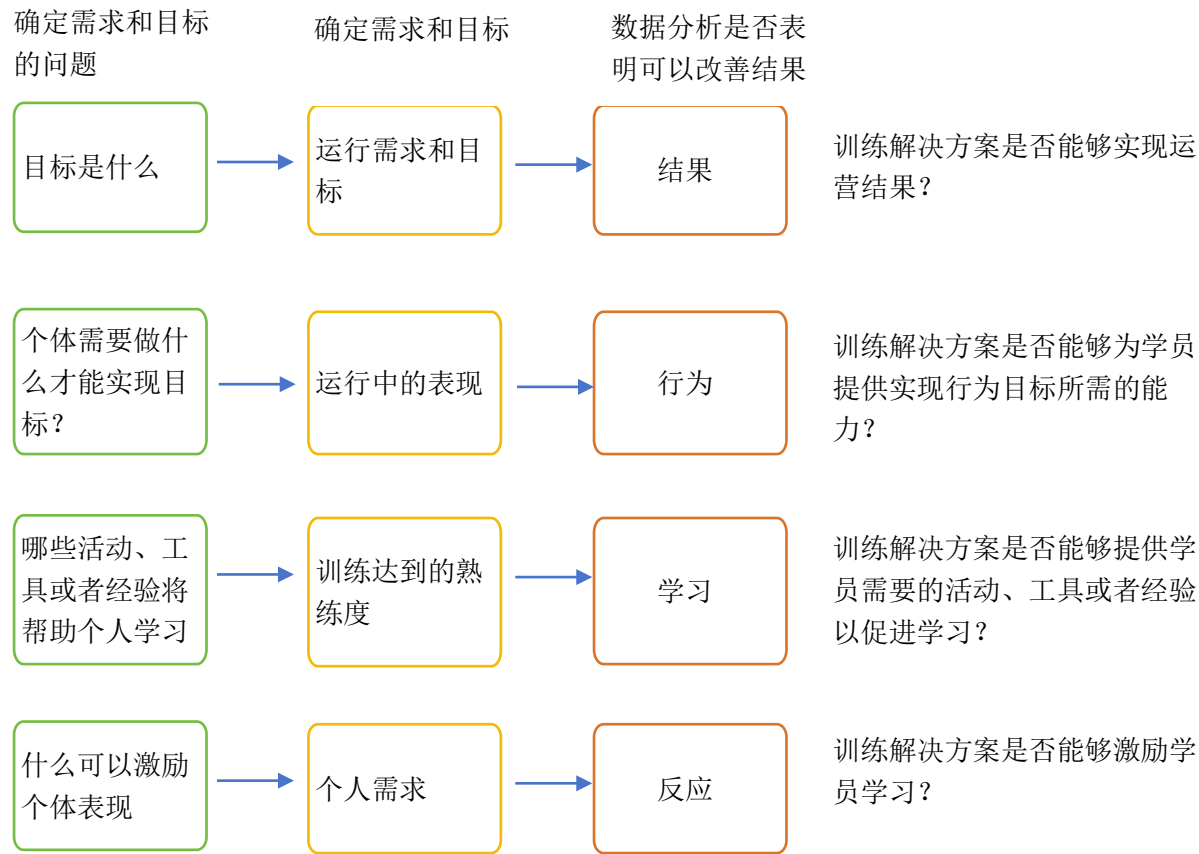 确定需求和目标
的问题
确定需求和目标
数据分析是否表
明可以改善结果
目标是什么
运行需求和目
标
结果
训练解决方案是否能够实现运
营结果？
个体需要做什
么才能实现目
标？
运行中的表现
行为
训练解决方案是否能够为学员
提供实现行为目标所需的能
力？
哪些活动、工
具或者经验将
帮助个人学习
训练达到的熟
练度
学习
训练解决方案是否能够提供学
员需要的活动、工具或者经验
以促进学习？
什么可以激励
个体表现
个人需求
反应
训练解决方案是否能够激励学
员学习？